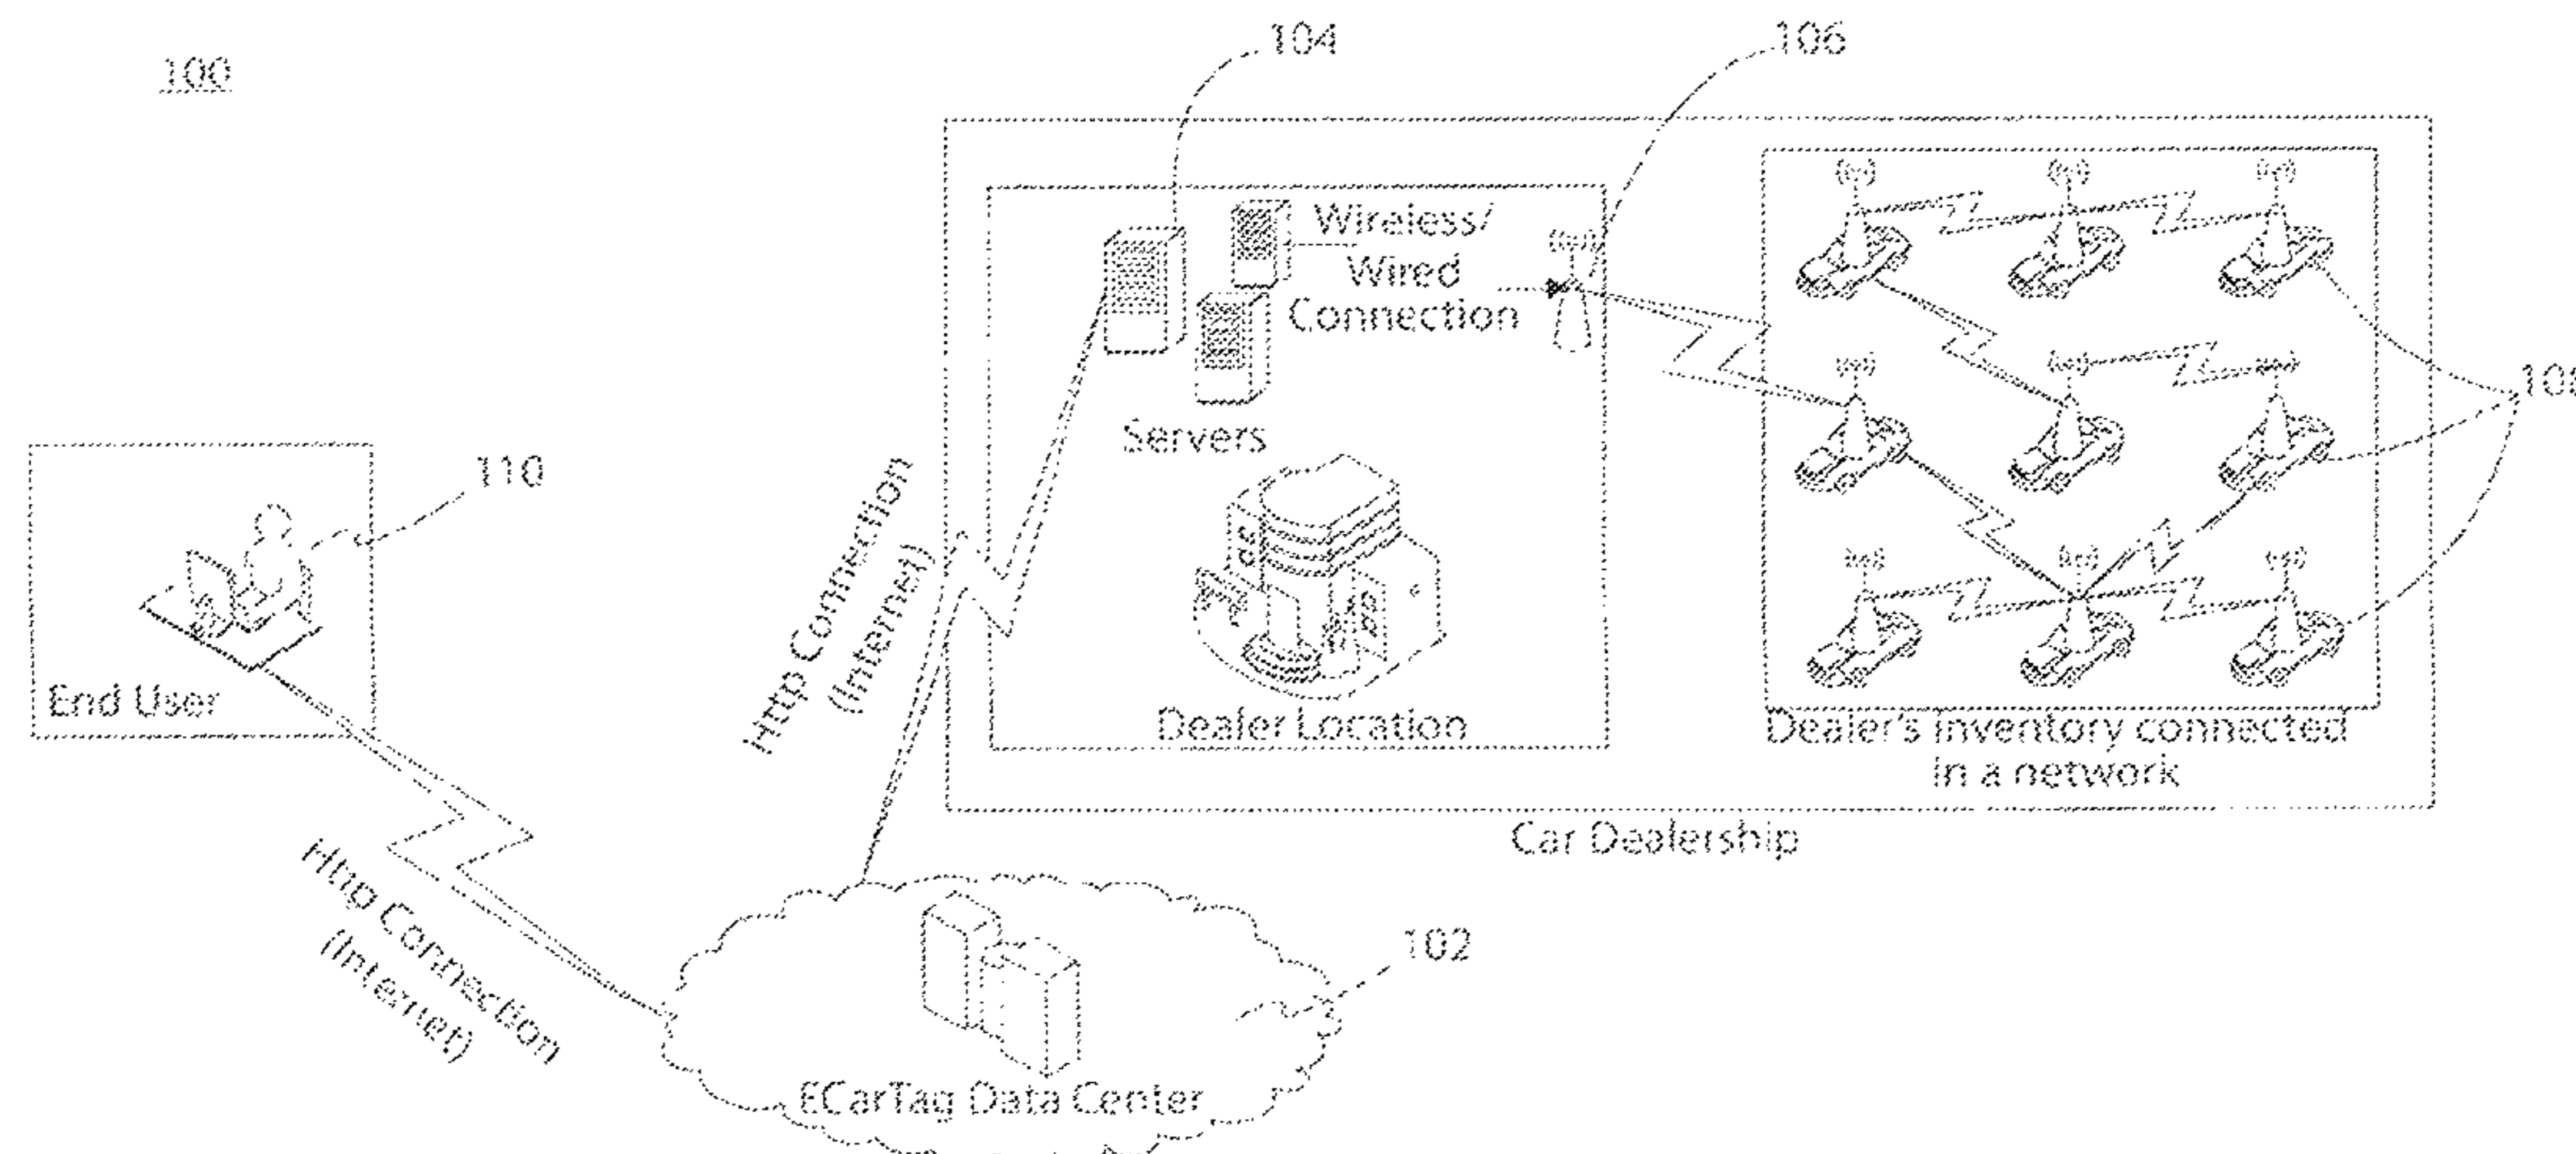 100
104
106
Wireless/
Wired
Connection
Servers
110
End User
Http Connection
(Internet)
Dealer Location
Dealer's Inventory connected
in a network
Car Dealership
Http Connection
(Internet)
102
ECarTag Data Center